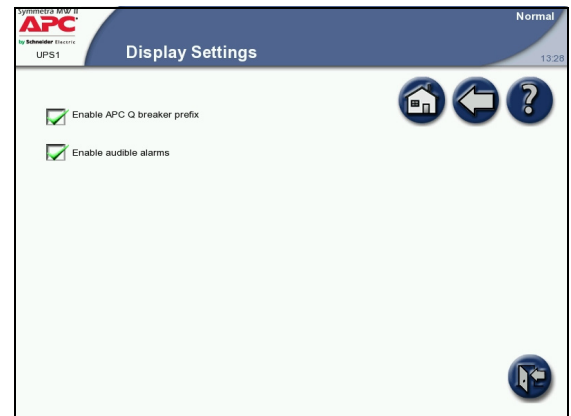 Symmetra MW II
APC
by Schneider Electric
UPS1
Display Settings
Normal
13:28
Enable APC Q breaker prefix
Enable audible alarms
?